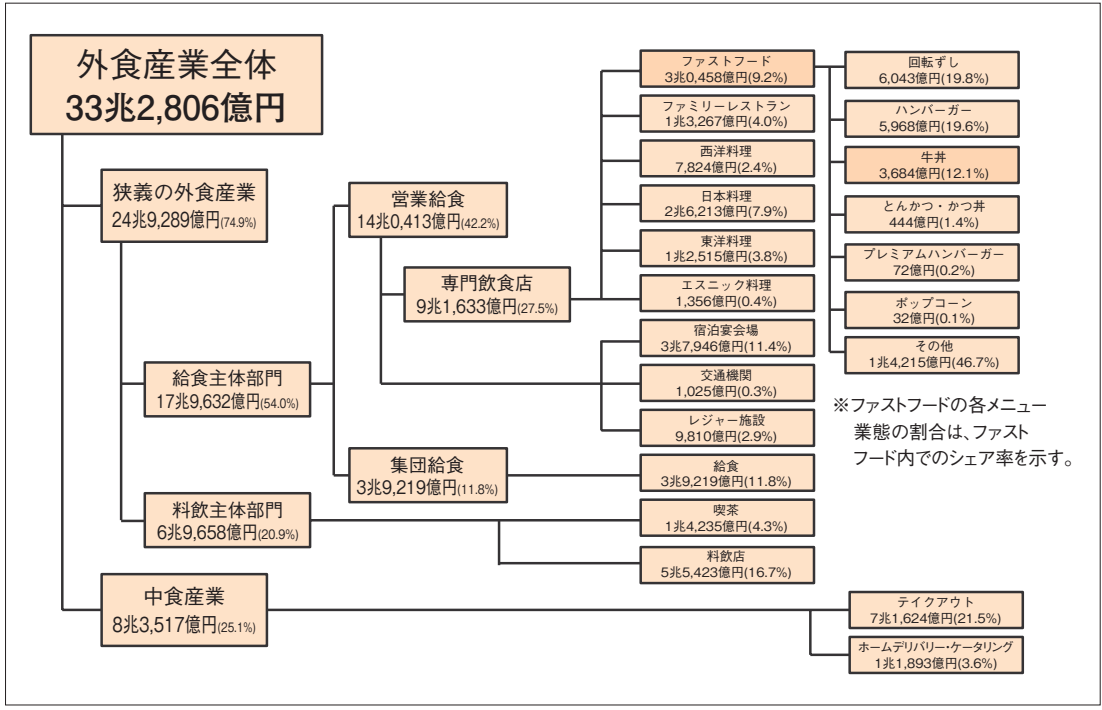 外食産業全体
33兆2,806億円
狭義の外食産業
24兆9,289億円(74.9%)
給食主体部門
17兆9,632億円(54.0%)
営業給食
14兆0,413億円(42.2%)
専門飲食店
9兆1,633億円(27.5%)
ファストフード
3兆0,458億円(9.2%)
回転ずし
6,043億円(19.8%)
ハンバーガー
5,968億円(19.6%)
牛丼
3,684億円(12.1%)
とんかつ・かつ丼
444億円(1.4%)
プレミアムハンバーガー
72億円(0.2%)
ポップコーン
32億円(0.1%)
その他
1兆4,215億円(46.7%)
※ファストフードの各メニュー
業態の割合は、ファスト
フード内でのシェア率を示す。
ファミリーレストラン
1兆3,267億円(4.0%)
西洋料理
7,824億円(2.4%)
日本料理
2兆6,213億円(7.9%)
東洋料理
1兆2,515億円(3.8%)
エスニック料理
1,356億円(0.4%)
宿泊宴会場
3兆7,946億円(11.4%)
交通機関
1,025億円(0.3%)
レジャー施設
9,810億円(2.9%)
集団給食
3兆9,219億円(11.8%)
給食
3兆9,219億円(11.8%)
料飲主体部門
6兆9,658億円(20.9%)
喫茶
1兆4,235億円(4.3%)
料飲店
5兆5,423億円(16.7%)
中食産業
8兆3,517億円(25.1%)
テイクアウト
7兆1,624億円(21.5%)
ホームデリバリー・ケータリング
1兆1,893億円(3.6%)